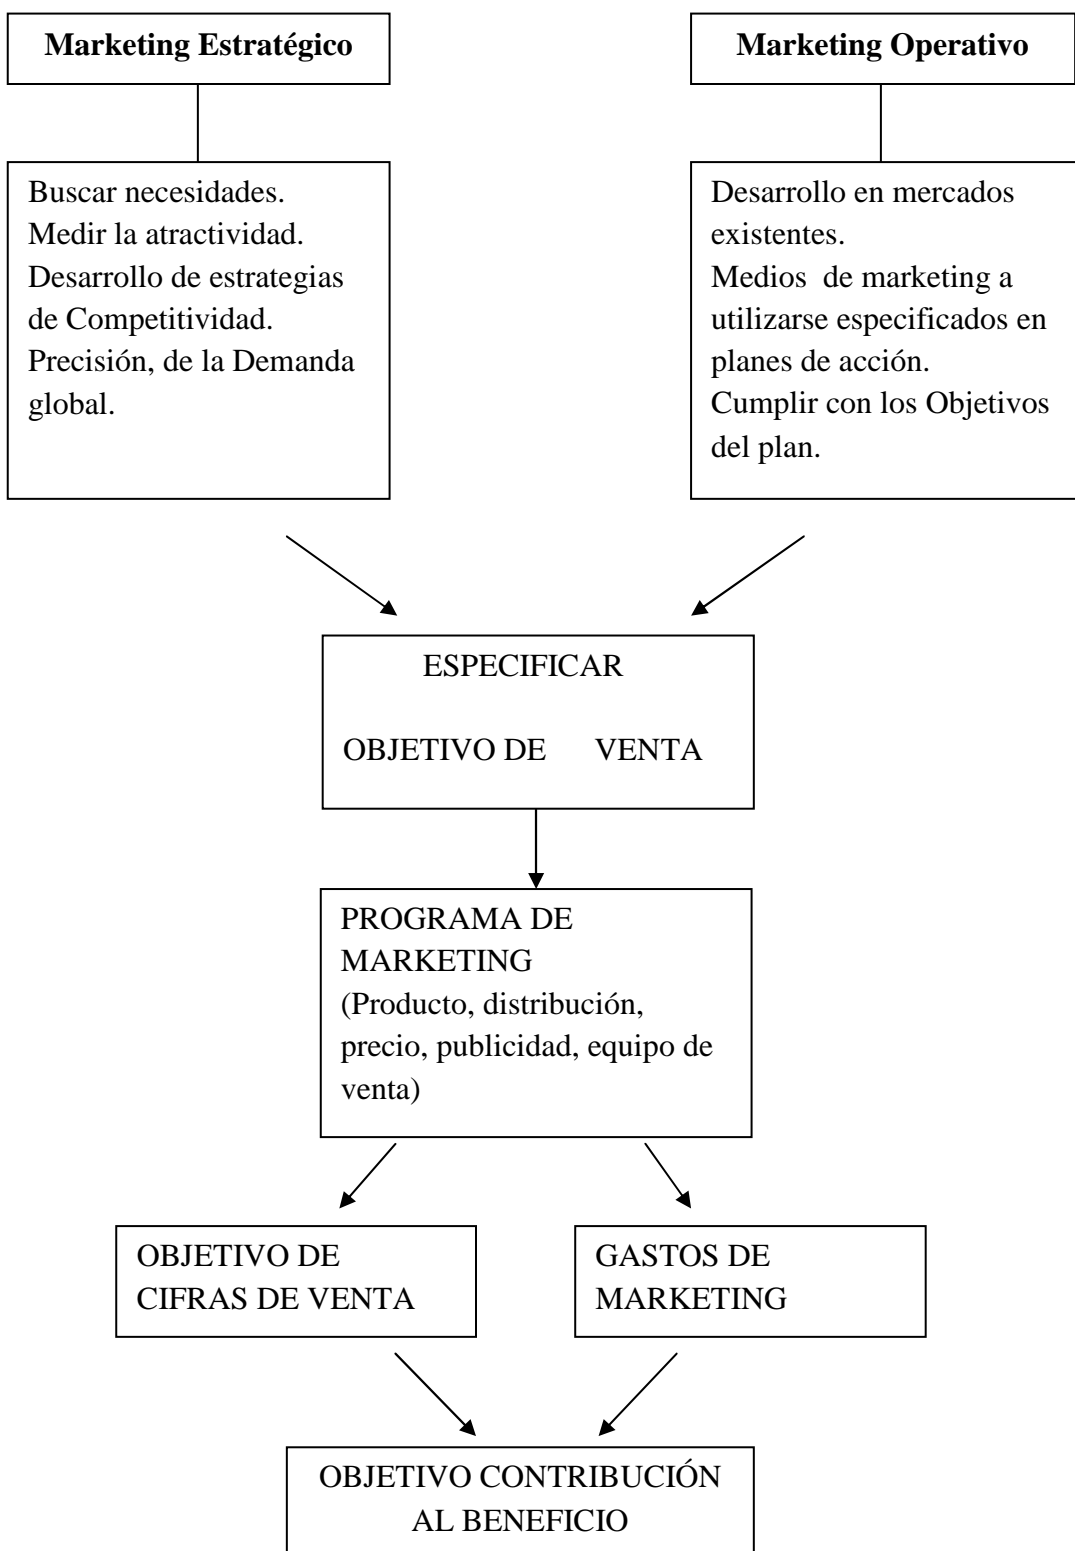 Marketing Estratégico
Marketing Operativo
Buscar necesidades.
Medir la atractividad.
Desarrollo de estrategias
de Competitividad.
Precisión, de la Demanda
global.
Desarrollo en mercados
existentes.
Medios de marketing a
utilizarse especificados en
planes de acción.
Cumplir con los Objetivos
del plan.
ESPECIFICAR
OBJETIVO DE VENTA
PROGRAMA DE
MARKETING
(Producto, distribución,
precio, publicidad, equipo de
venta)
OBJETIVO DE
CIFRAS DE VENTA
GASTOS DE
MARKETING
OBJETIVO CONTRIBUCIÓN
AL BENEFICIO